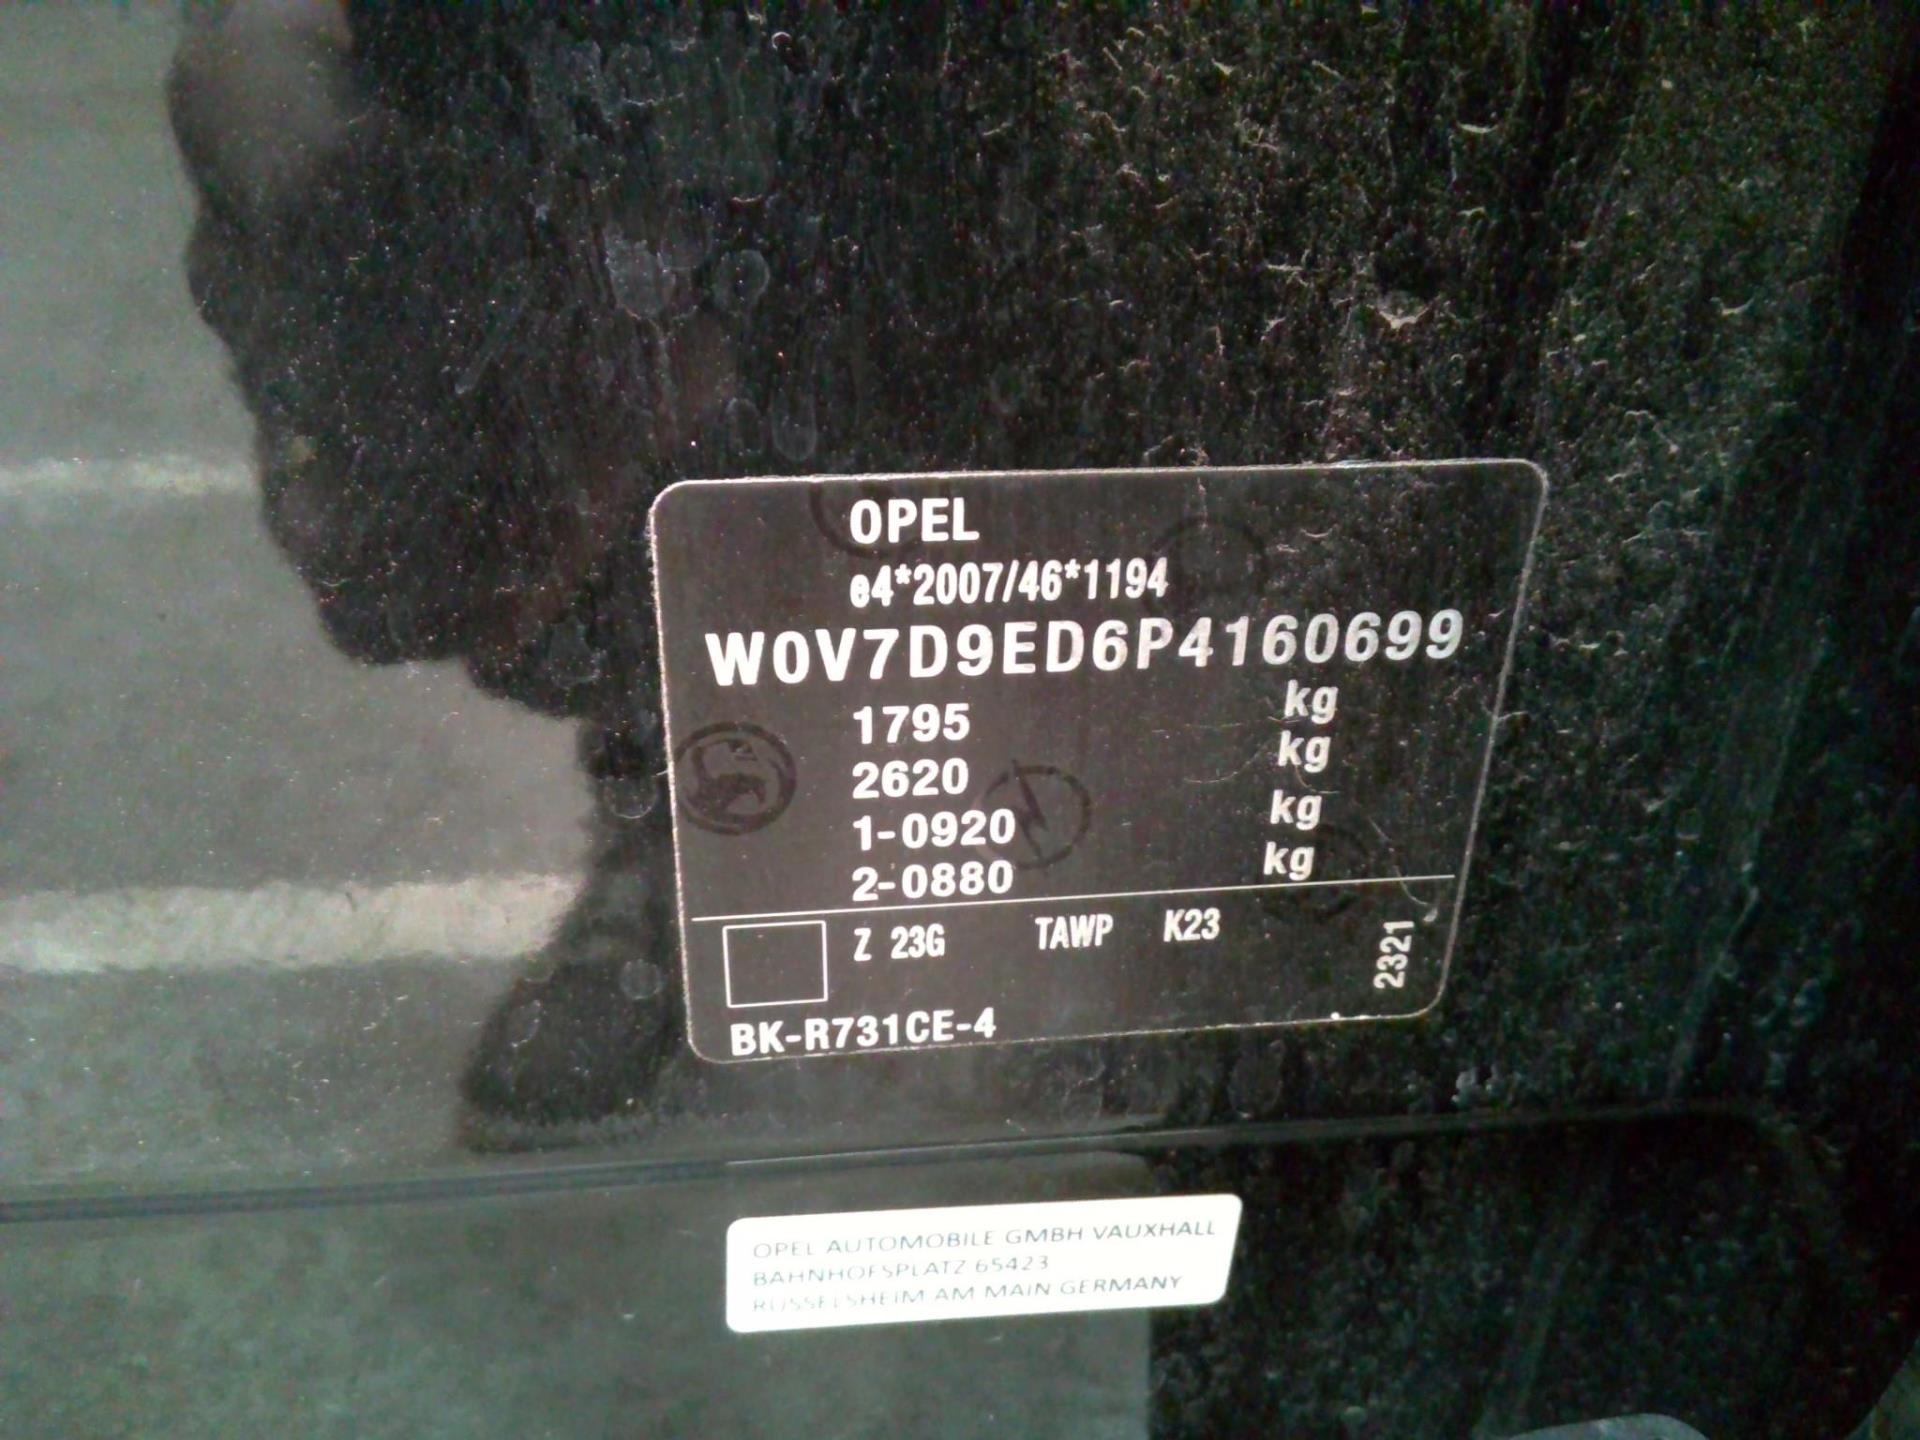 OPEL
e4*2007/46*1194
W0V7D9ED6P4160699
1795 kg
2620 kg
1-0920 kg
2-0880 kg
Z 23G TAWP K23
2321
BK-R731CE-4
OPEL AUTOMOBILE GMBH VAUXHALL
BAHNHOFSPLATZ 65423
RÜSSELSHEIM AM MAIN GERMANY